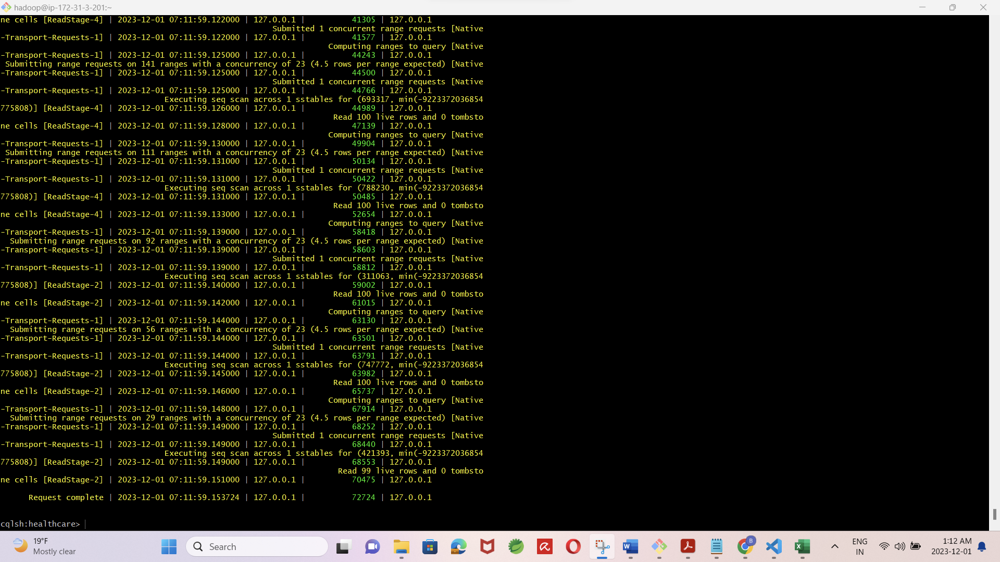 hadoop@ip-172-31-3-201:~
ne cells [ReadStage-4] | 2023-12-01 07:11:59.122000 | 127.0.0.1 | 41305 | 127.0.0.1
Submitted 1 concurrent range requests [Native
-Transport-Requests-1] | 2023-12-01 07:11:59.122000 | 127.0.0.1 | 41577 | 127.0.0.1
Computing ranges to query [Native
-Transport-Requests-1] | 2023-12-01 07:11:59.125000 | 127.0.0.1 | 44243 | 127.0.0.1
Submitting range requests on 141 ranges with a concurrency of 23 (4.5 rows per range expected) [Native
-Transport-Requests-1] | 2023-12-01 07:11:59.125000 | 127.0.0.1 | 44500 | 127.0.0.1
Submitted 1 concurrent range requests [Native
-Transport-Requests-1] | 2023-12-01 07:11:59.125000 | 127.0.0.1 | 44766 | 127.0.0.1
Executing seq scan across 1 sstables for (693317, min(-9223372036854
775808)] [ReadStage-4] | 2023-12-01 07:11:59.126000 | 127.0.0.1 | 44989 | 127.0.0.1
Read 100 live rows and 0 tombsto
ne cells [ReadStage-4] | 2023-12-01 07:11:59.128000 | 127.0.0.1 | 47139 | 127.0.0.1
Computing ranges to query [Native
-Transport-Requests-1] | 2023-12-01 07:11:59.130000 | 127.0.0.1 | 49904 | 127.0.0.1
Submitting range requests on 111 ranges with a concurrency of 23 (4.5 rows per range expected) [Native
-Transport-Requests-1] | 2023-12-01 07:11:59.131000 | 127.0.0.1 | 50134 | 127.0.0.1
Submitted 1 concurrent range requests [Native
-Transport-Requests-1] | 2023-12-01 07:11:59.131000 | 127.0.0.1 | 50422 | 127.0.0.1
Executing seq scan across 1 sstables for (788230, min(-9223372036854
775808)] [ReadStage-4] | 2023-12-01 07:11:59.131000 | 127.0.0.1 | 50485 | 127.0.0.1
Read 100 live rows and 0 tombsto
ne cells [ReadStage-4] | 2023-12-01 07:11:59.133000 | 127.0.0.1 | 52654 | 127.0.0.1
Computing ranges to query [Native
-Transport-Requests-1] | 2023-12-01 07:11:59.139000 | 127.0.0.1 | 58418 | 127.0.0.1
Submitting range requests on 92 ranges with a concurrency of 23 (4.5 rows per range expected) [Native
-Transport-Requests-1] | 2023-12-01 07:11:59.139000 | 127.0.0.1 | 58603 | 127.0.0.1
Submitted 1 concurrent range requests [Native
-Transport-Requests-1] | 2023-12-01 07:11:59.139000 | 127.0.0.1 | 58812 | 127.0.0.1
Executing seq scan across 1 sstables for (311063, min(-9223372036854
775808)] [ReadStage-2] | 2023-12-01 07:11:59.140000 | 127.0.0.1 | 59002 | 127.0.0.1
Read 100 live rows and 0 tombsto
ne cells [ReadStage-2] | 2023-12-01 07:11:59.142000 | 127.0.0.1 | 61015 | 127.0.0.1
Computing ranges to query [Native
-Transport-Requests-1] | 2023-12-01 07:11:59.144000 | 127.0.0.1 | 63130 | 127.0.0.1
Submitting range requests on 56 ranges with a concurrency of 23 (4.5 rows per range expected) [Native
-Transport-Requests-1] | 2023-12-01 07:11:59.144000 | 127.0.0.1 | 63501 | 127.0.0.1
Submitted 1 concurrent range requests [Native
-Transport-Requests-1] | 2023-12-01 07:11:59.144000 | 127.0.0.1 | 63791 | 127.0.0.1
Executing seq scan across 1 sstables for (747772, min(-9223372036854
775808)] [ReadStage-2] | 2023-12-01 07:11:59.145000 | 127.0.0.1 | 63982 | 127.0.0.1
Read 100 live rows and 0 tombsto
ne cells [ReadStage-2] | 2023-12-01 07:11:59.146000 | 127.0.0.1 | 65737 | 127.0.0.1
Computing ranges to query [Native
-Transport-Requests-1] | 2023-12-01 07:11:59.148000 | 127.0.0.1 | 67914 | 127.0.0.1
Submitting range requests on 29 ranges with a concurrency of 23 (4.5 rows per range expected) [Native
-Transport-Requests-1] | 2023-12-01 07:11:59.149000 | 127.0.0.1 | 68252 | 127.0.0.1
Submitted 1 concurrent range requests [Native
-Transport-Requests-1] | 2023-12-01 07:11:59.149000 | 127.0.0.1 | 68440 | 127.0.0.1
Executing seq scan across 1 sstables for (421393, min(-9223372036854
775808)] [ReadStage-2] | 2023-12-01 07:11:59.149000 | 127.0.0.1 | 68553 | 127.0.0.1
Read 99 live rows and 0 tombsto
ne cells [ReadStage-2] | 2023-12-01 07:11:59.151000 | 127.0.0.1 | 70475 | 127.0.0.1
Request complete | 2023-12-01 07:11:59.153724 | 127.0.0.1 | 72724 | 127.0.0.1
cqlsh:healthcare>
19°F
Mostly clear
Search
W
B
X
ENG
IN
1:12 AM
2023-12-01